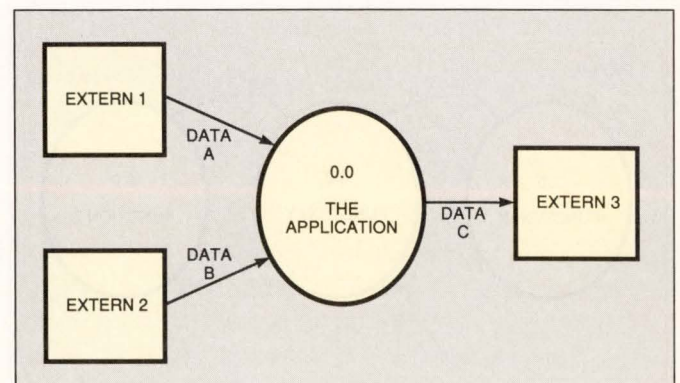 EXTERN 1
DATA
A
0.0
THE
APPLICATION
EXTERN 3
DATA
C
DATA
B
EXTERN 2